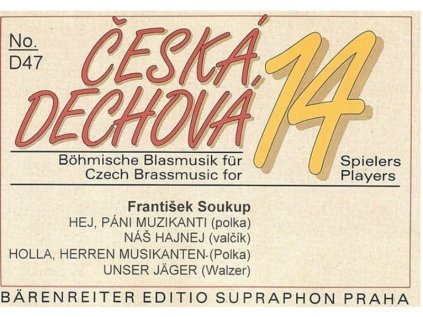 No.
D47
ČESKÁ
DECHOVÁ
14
Böhmische Blasmusik für
Czech Brassmusic for
Spielers
Players
František Soukup
HEJ, PÁNI MUZIKANTI (polka)
NÁŠ HAJNEJ (valčík)
HOLLA, HERREN MUSIKANTEN-(Polka)
UNSER JÄGER (Walzer)
BÄRENREITER EDITIO SUPRAPHON PRAHA